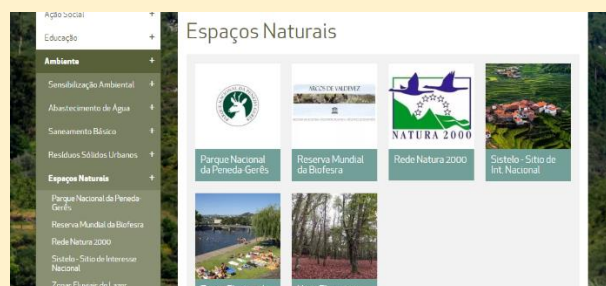 Ação Social +
Educação +
Ambiente +
Sensibilização Ambiental +
Abastecimento de Água +
Saneamento Básico +
Resíduos Sólidos Urbanos +
Espaços Naturais +
Parque Nacional da Peneda-
Gerês
Reserva Mundial da Biofesra
Rede Natura 2000
Sistelo - Sítio de Interesse
Nacional
Espaços Naturais
ARCOS DE VALDEVEZ
NATURA 2000
Parque Nacional
da Peneda-Gerês
Reserva Mundial
da Biofesra
Rede Natura 2000
Sistelo - Sítio de
Int. Nacional